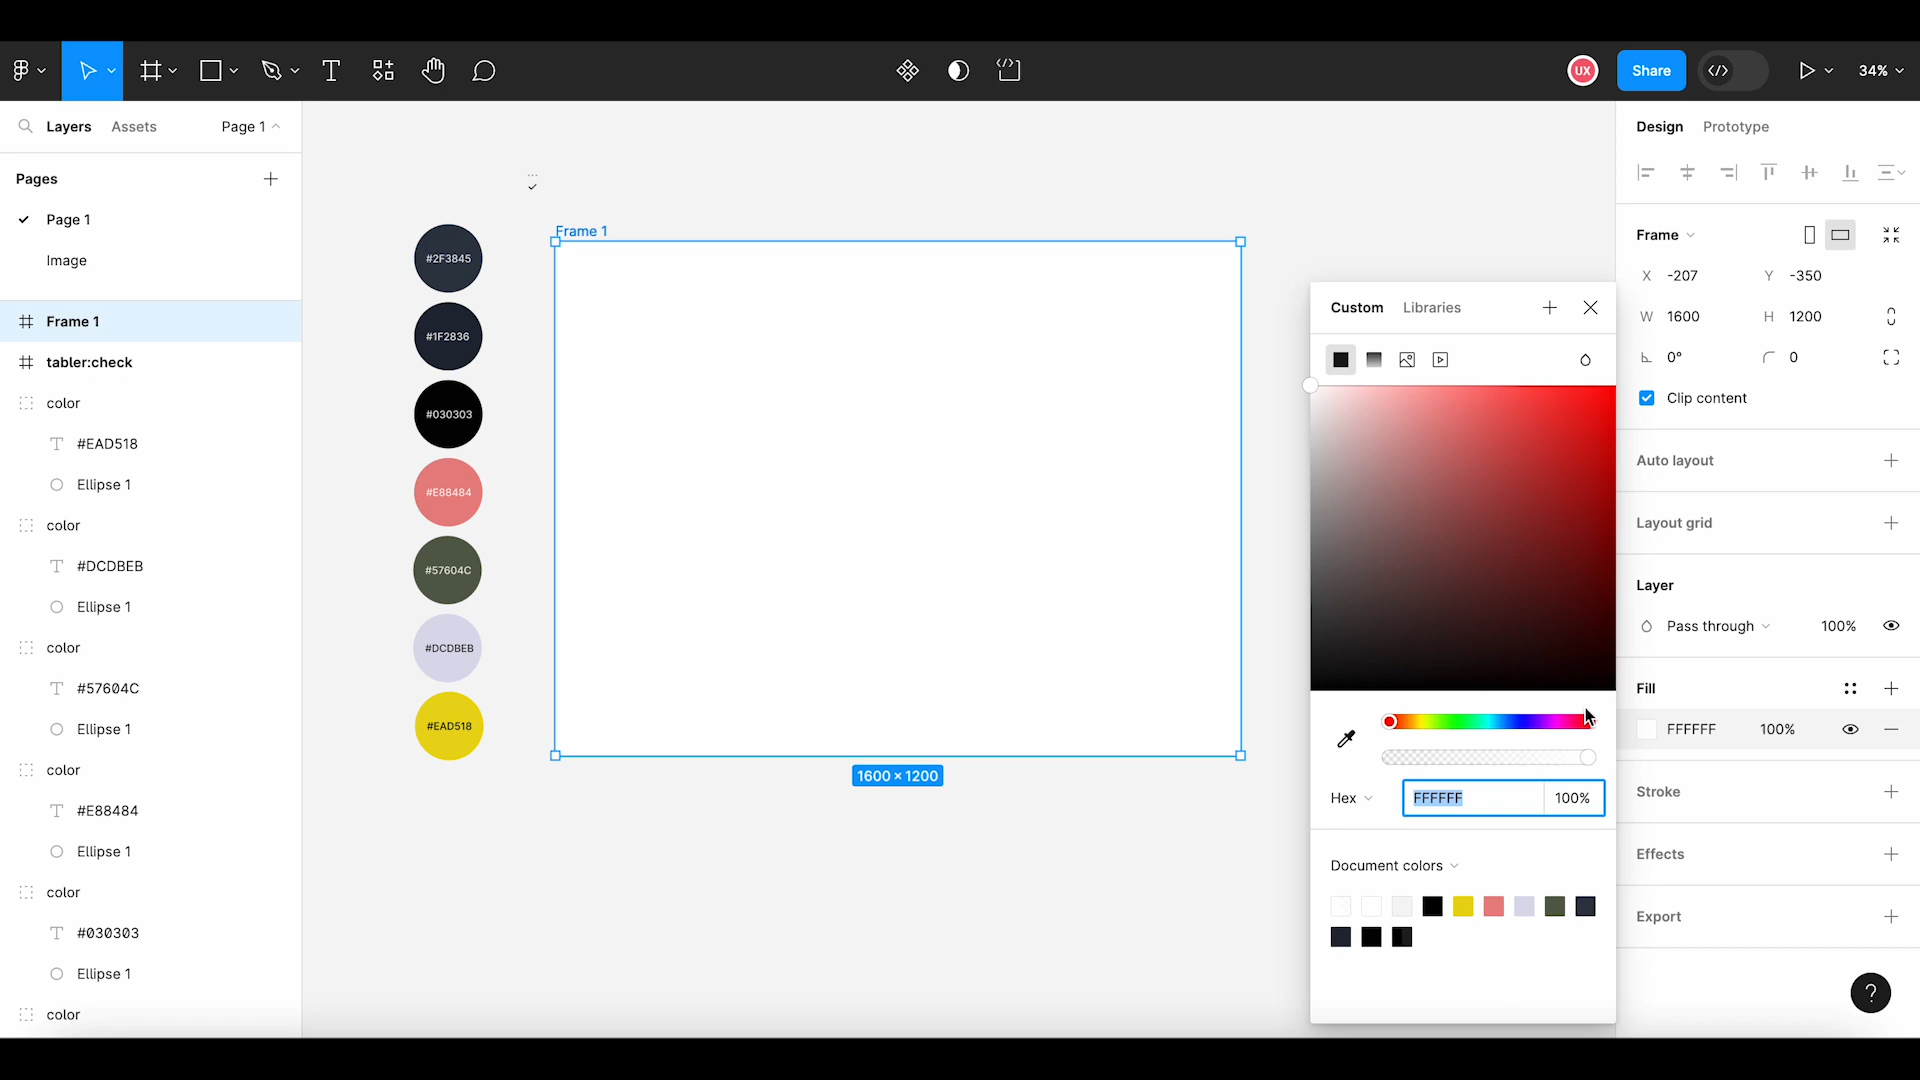 UX
Share
34%
Layers
Assets
Page 1
Pages
Page 1
Image
Frame 1
tabler:check
color
#EAD518
Ellipse 1
color
#DCDBEB
Ellipse 1
color
#57604C
Ellipse 1
color
#E88484
Ellipse 1
color
#030303
Ellipse 1
color
#2F3845
#1F2836
#030303
#E88484
#57604C
#DCDBEB
#EAD518
Frame 1
1600 × 1200
Custom
Libraries
Hex
FFFFFF
100%
Document colors
Design
Prototype
Frame
X -207
Y -350
W 1600
H 1200
0°
0
Clip content
Auto layout
Layout grid
Layer
Pass through
100%
Fill
FFFFFF
100%
Stroke
Effects
Export
?